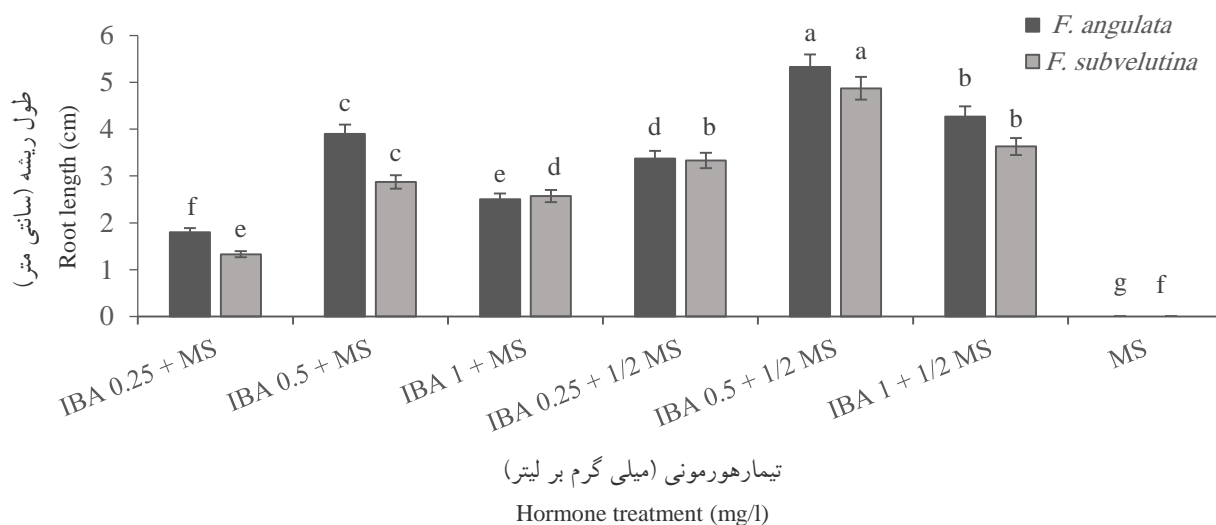 F. angulata
F. subvelutina
طول ریشه (سانتی متر)
Root length (cm)
6
5
4
3
2
1
0
f
e
c
c
e
d
d
b
a
a
b
b
g
f
IBA 0.25 + MS
IBA 0.5 + MS
IBA 1 + MS
IBA 0.25 + 1/2 MS
IBA 0.5 + 1/2 MS
IBA 1 + 1/2 MS
MS
تیمارهورمونی (میلی گرم بر لیتر)
Hormone treatment (mg/l)